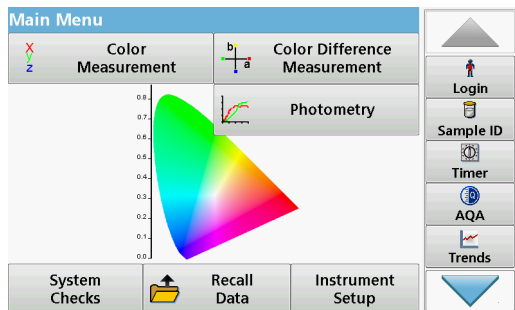 Main Menu
X
y
z
Color
Measurement
b
a
Color Difference
Measurement
Photometry
0.8
0.7
0.6
0.5
0.4
0.3
0.2
0.1
0.0
System
Checks
Recall
Data
Instrument
Setup
Login
Sample ID
Timer
AQA
Trends